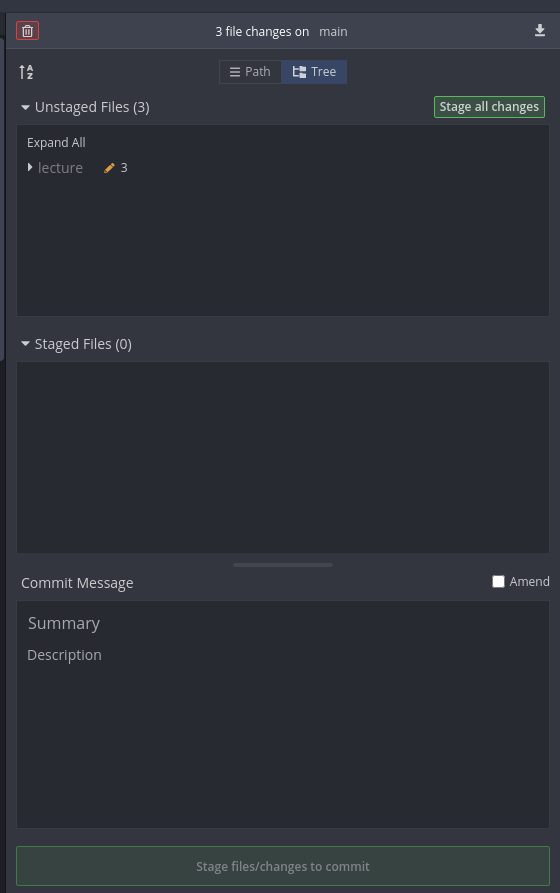 3 file changes on main
A
Z
Path
Tree
Unstaged Files (3)
Stage all changes
Expand All
lecture 3
Staged Files (0)
Commit Message
Amend
Summary
Description
Stage files/changes to commit